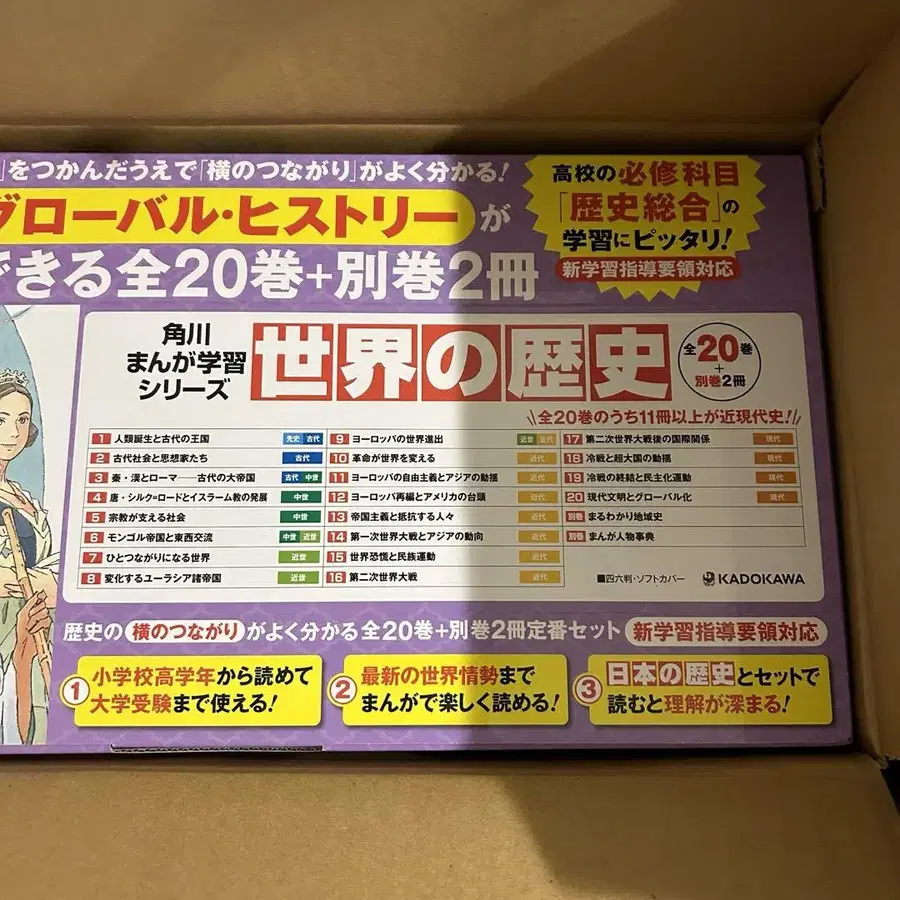 」をつかんだうえで「横のつながり」がよく分かる!
グローバル・ヒストリーが
できる全20巻+別巻2冊
高校の必修科目
「歴史総合」の
学習にピッタリ!
新学習指導要領対応
角川
まんが学習
シリーズ
世界の歴史
全20巻
+
別巻2冊
全20巻のうち11冊以上が近現代史!
1 人類誕生と古代の王国 先史 古代
2 古代社会と思想家たち 古代
3 秦・漢とローマ――古代の大帝国 古代 中世
4 唐・シルク=ロードとイスラーム教の発展 中世
5 宗教が支える社会 中世
6 モンゴル帝国と東西交流 中世 近世
7 ひとつながりになる世界 近世
8 変化するユーラシア諸帝国 近世
9 ヨーロッパの世界進出 近世 近代
10 革命が世界を変える 近代
11 ヨーロッパの自由主義とアジアの動揺 近代
12 ヨーロッパ再編とアメリカの台頭 近代
13 帝国主義と抵抗する人々 近代
14 第一次世界大戦とアジアの動向 近代
15 世界恐慌と民族運動 近代
16 第二次世界大戦 近代
17 第二次世界大戦後の国際関係 現代
18 冷戦と超大国の動揺 現代
19 冷戦の終結と民主化運動 現代
20 現代文明とグローバル化 現代
別巻 まるわかり地域史
別巻 まんが人物事典
■四六判・ソフトカバー
KADOKAWA
歴史の横のつながりがよく分かる全20巻+別巻2冊定番セット 新学習指導要領対応
1 小学校高学年から読めて
大学受験まで使える!
2 最新の世界情勢まで
まんがで楽しく読める!
3 日本の歴史とセットで
読むと理解が深まる!